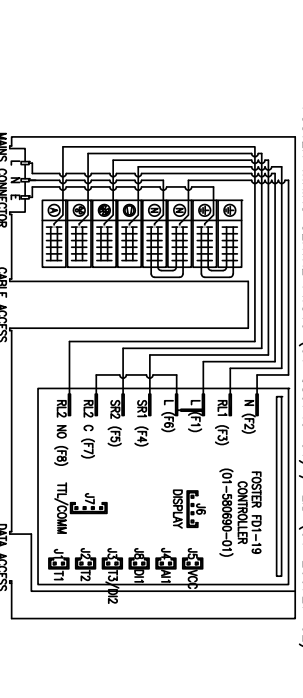 MAINS CONNECTOR
CABLE ACCESS
DATA ACCESS
L
N
E
A
N
N
N (F2)
RL1 (F3)
L (F1)
L (F6)
SR1 (F4)
SR2 (F5)
RL2 C (F7)
RL2 NO (F8)
FOSTER FD1-19
CONTROLLER
(01-580690-01)
J6
DISPLAY
J7
TTL/COMM
J5 VCC
J4 AI1
J8 DI1
J3 T3/DI2
J2 T2
J1 T1